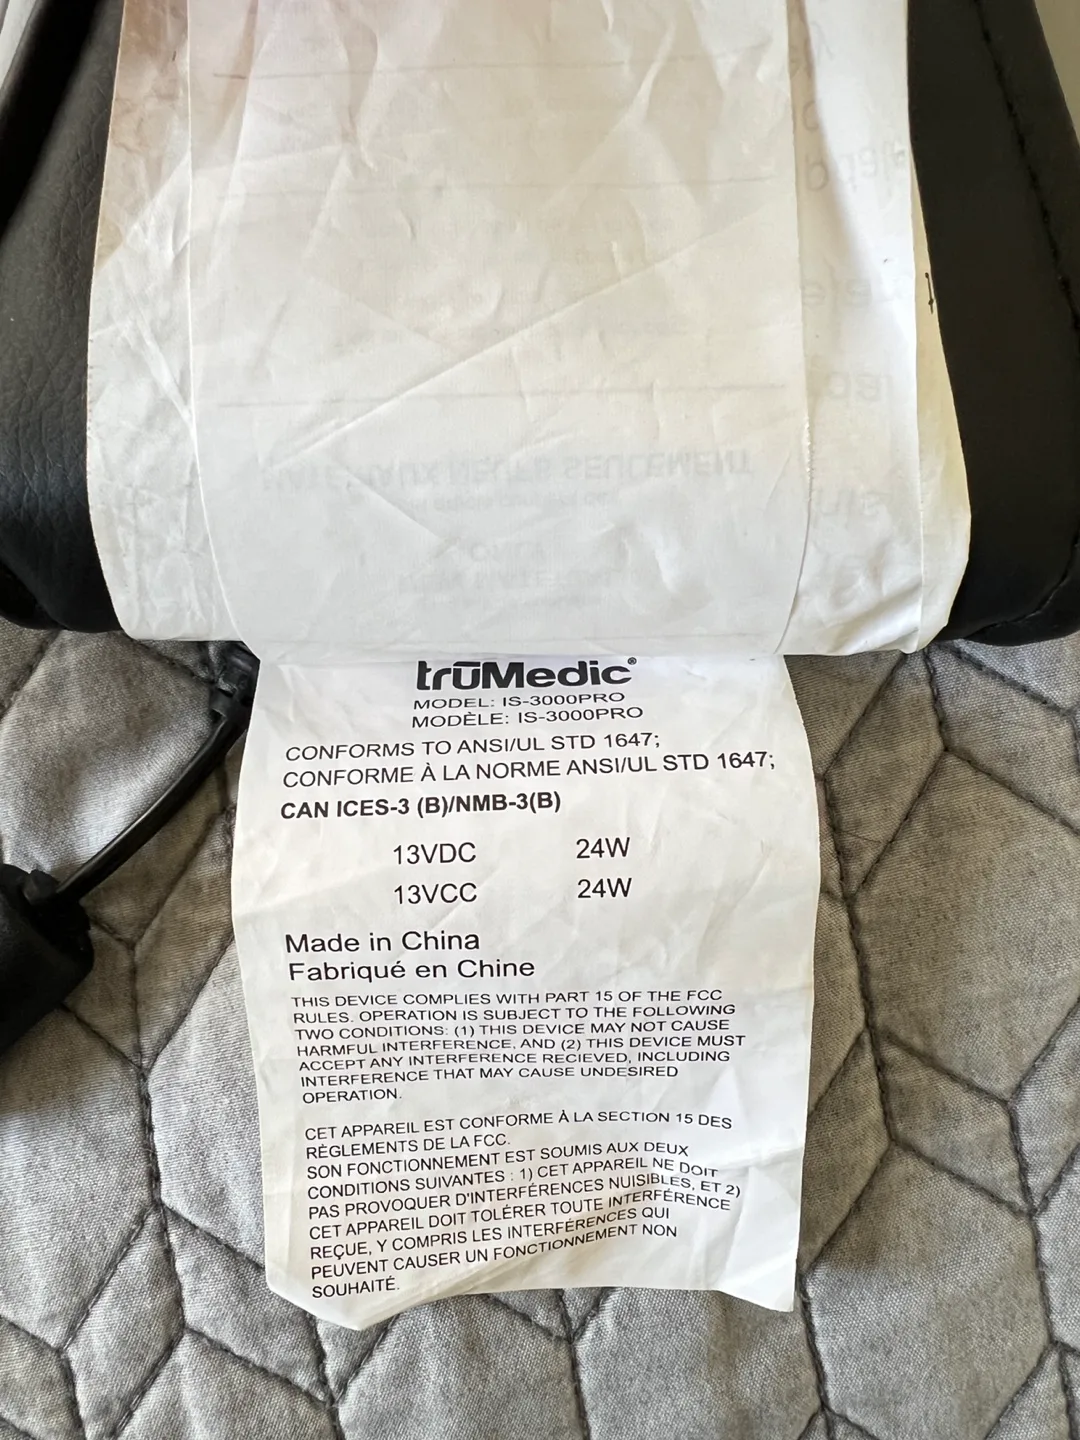 trūMedic®
MODEL: IS-3000PRO
MODÈLE: IS-3000PRO
CONFORMS TO ANSI/UL STD 1647;
CONFORME À LA NORME ANSI/UL STD 1647;
CAN ICES-3 (B)/NMB-3(B)
13VDC 24W
13VCC 24W
Made in China
Fabriqué en Chine
THIS DEVICE COMPLIES WITH PART 15 OF THE FCC
RULES. OPERATION IS SUBJECT TO THE FOLLOWING
TWO CONDITIONS: (1) THIS DEVICE MAY NOT CAUSE
HARMFUL INTERFERENCE, AND (2) THIS DEVICE MUST
ACCEPT ANY INTERFERENCE RECIEVED, INCLUDING
INTERFERENCE THAT MAY CAUSE UNDESIRED
OPERATION.
CET APPAREIL EST CONFORME À LA SECTION 15 DES
RÈGLEMENTS DE LA FCC.
SON FONCTIONNEMENT EST SOUMIS AUX DEUX
CONDITIONS SUIVANTES : 1) CET APPAREIL NE DOIT
PAS PROVOQUER D'INTERFÉRENCES NUISIBLES, ET 2)
CET APPAREIL DOIT TOLÉRER TOUTE INTERFÉRENCE
REÇUE, Y COMPRIS LES INTERFÉRENCES QUI
PEUVENT CAUSER UN FONCTIONNEMENT NON
SOUHAITÉ.